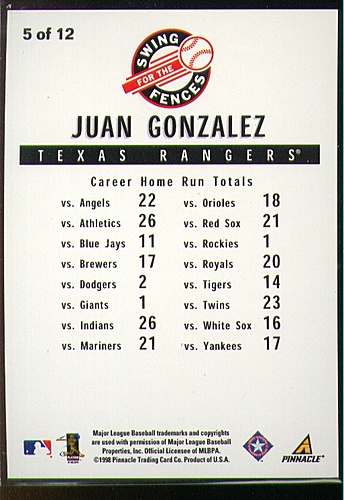 5 of 12
SWING
FOR THE
FENCES
JUAN GONZALEZ
TEXAS RANGERS®
Career Home Run Totals
vs. Angels 22 vs. Orioles 18
vs. Athletics 26 vs. Red Sox 21
vs. Blue Jays 11 vs. Rockies 1
vs. Brewers 17 vs. Royals 20
vs. Dodgers 2 vs. Tigers 14
vs. Giants 1 vs. Twins 23
vs. Indians 26 vs. White Sox 16
vs. Mariners 21 vs. Yankees 17
Major League Baseball trademarks and copyrights
are used with permission of Major League Baseball
Properties, Inc. Official Licensee of MLBPA.
©1998 Pinnacle Trading Card Co. Product of U.S.A.
PINNACLE